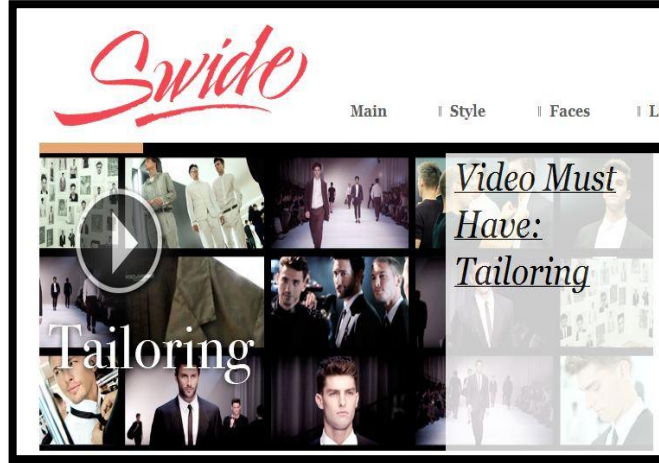 Swide
Main Style Faces L
Video Must
Have:
Tailoring
Tailoring